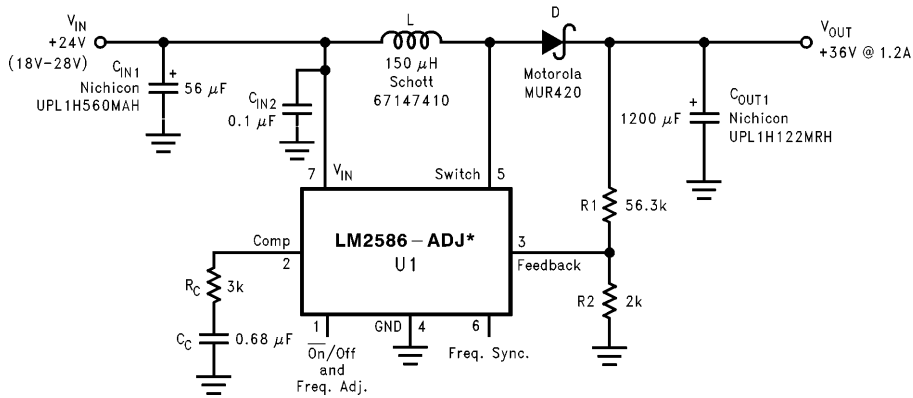 V_IN
+24V
(18V-28V)
C_IN1
Nichicon
UPL1H560MAH
+
56 μF
C_IN2
0.1 μF
L
150 μH
Schott
67147410
D
Motorola
MUR420
V_OUT
+36V @ 1.2A
+
1200 μF
C_OUT1
Nichicon
UPL1H122MRH
7 V_IN
Switch 5
R1 56.3k
LM2586-ADJ*
U1
Comp
2
3
Feedback
R_C 3k
C_C 0.68 μF
R2 2k
1
On/Off
and
Freq. Adj.
GND 4
6
Freq. Sync.